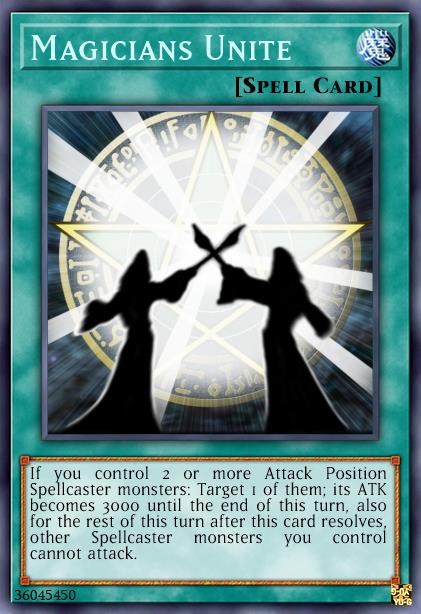 Magicians Unite
魔
[Spell Card]
If you control 2 or more Attack Position
Spellcaster monsters: Target 1 of them; its ATK
becomes 3000 until the end of this turn, also
for the rest of this turn after this card resolves,
other Spellcaster monsters you control
cannot attack.
36045450